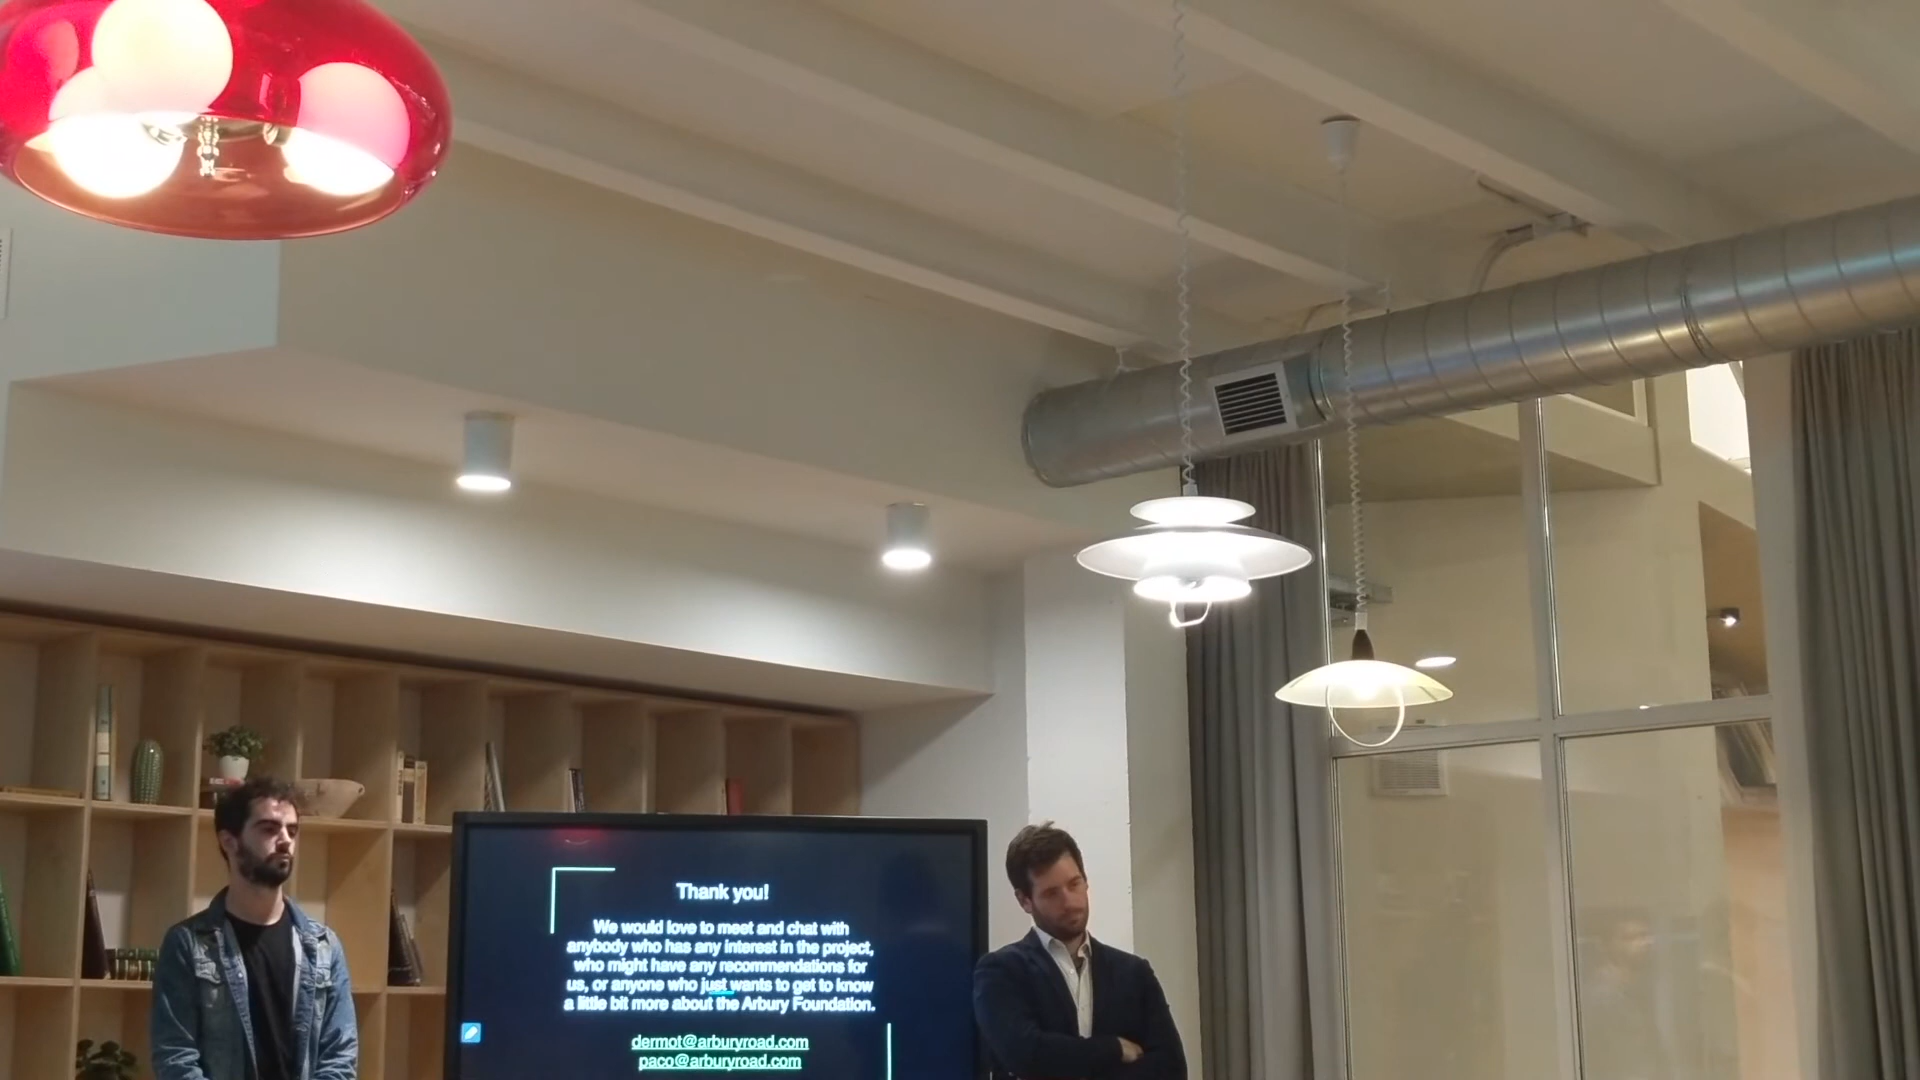 Thank you!
We would love to meet and chat with
anybody who has any interest in the project,
who might have any recommendations for
us, or anyone who just wants to get to know
a little bit more about the Arbury Foundation.
dermot@arburyroad.com
paco@arburyroad.com